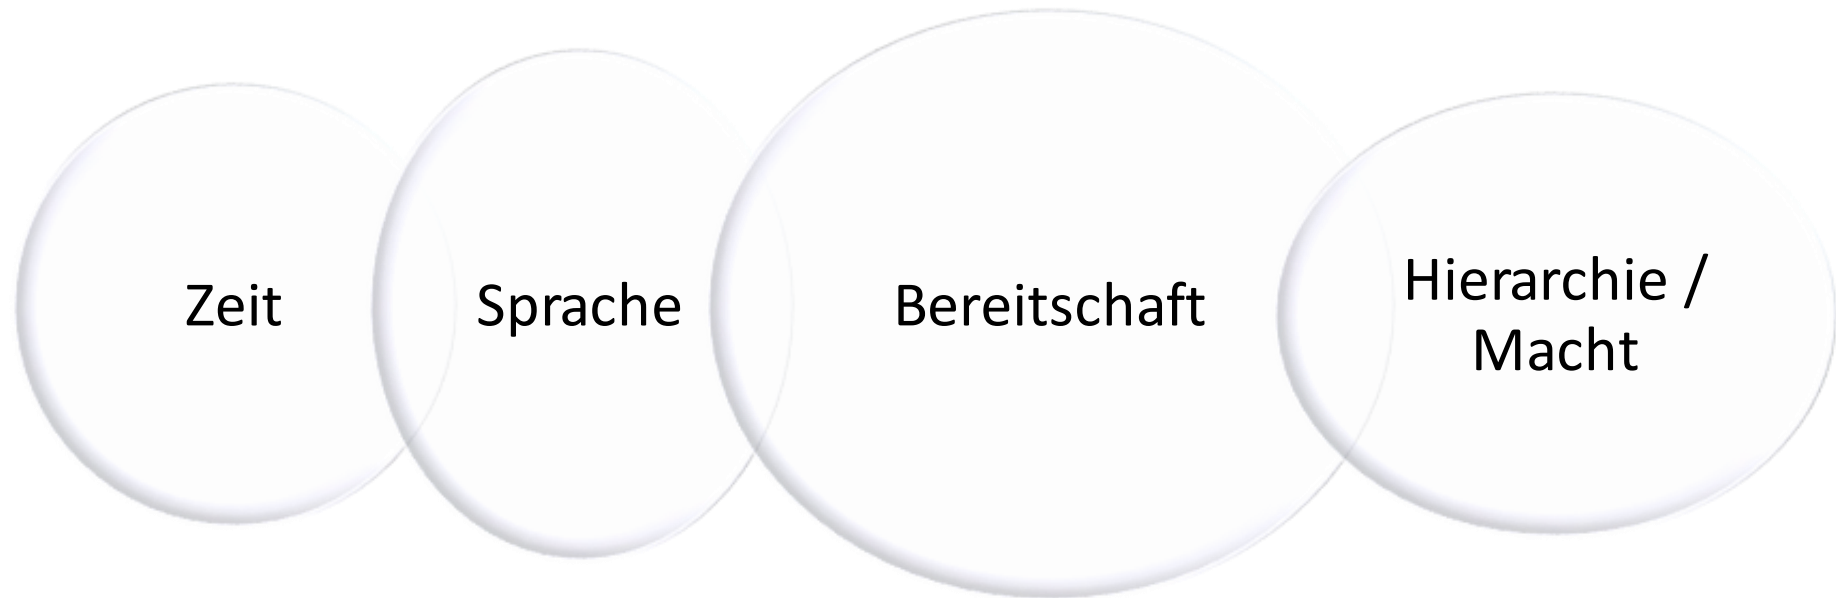 Zeit
Sprache
Bereitschaft
Hierarchie /
Macht